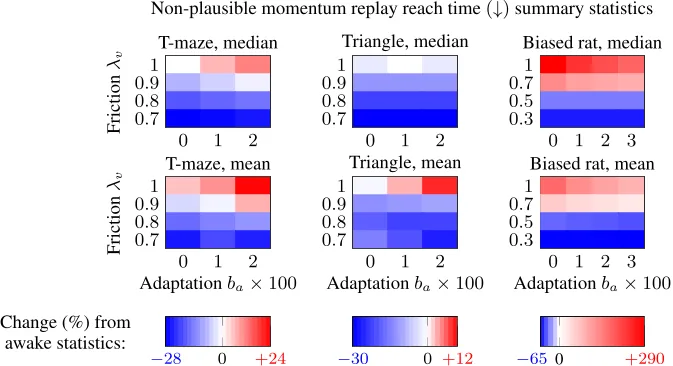 Non-plausible momentum replay reach time (↓) summary statistics
T-maze, median Triangle, median Biased rat, median
Friction λᵥ
1 1 1
0.9 0.9 0.7
0.8 0.8 0.5
0.7 0.7 0.3
0 1 2 0 1 2 0 1 2 3
T-maze, mean Triangle, mean Biased rat, mean
Friction λᵥ
1 1 1
0.9 0.9 0.7
0.8 0.8 0.5
0.7 0.7 0.3
0 1 2 0 1 2 0 1 2 3
Adaptation bₐ × 100 Adaptation bₐ × 100 Adaptation bₐ × 100
Change (%) from
awake statistics:
−28 0 +24 −30 0 +12 −65 0 +290